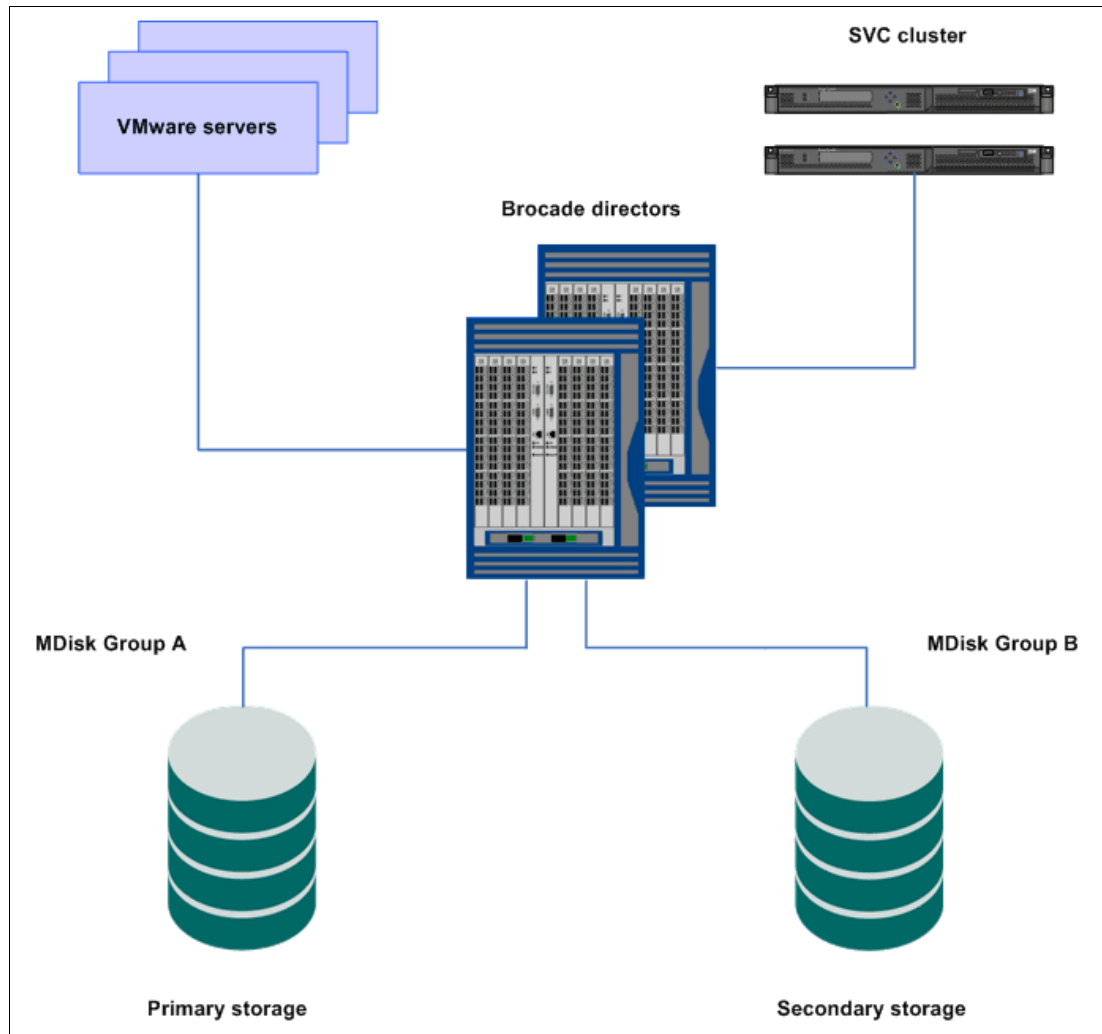 SVC cluster
VMware servers
Brocade directors
MDisk Group A
MDisk Group B
Primary storage
Secondary storage